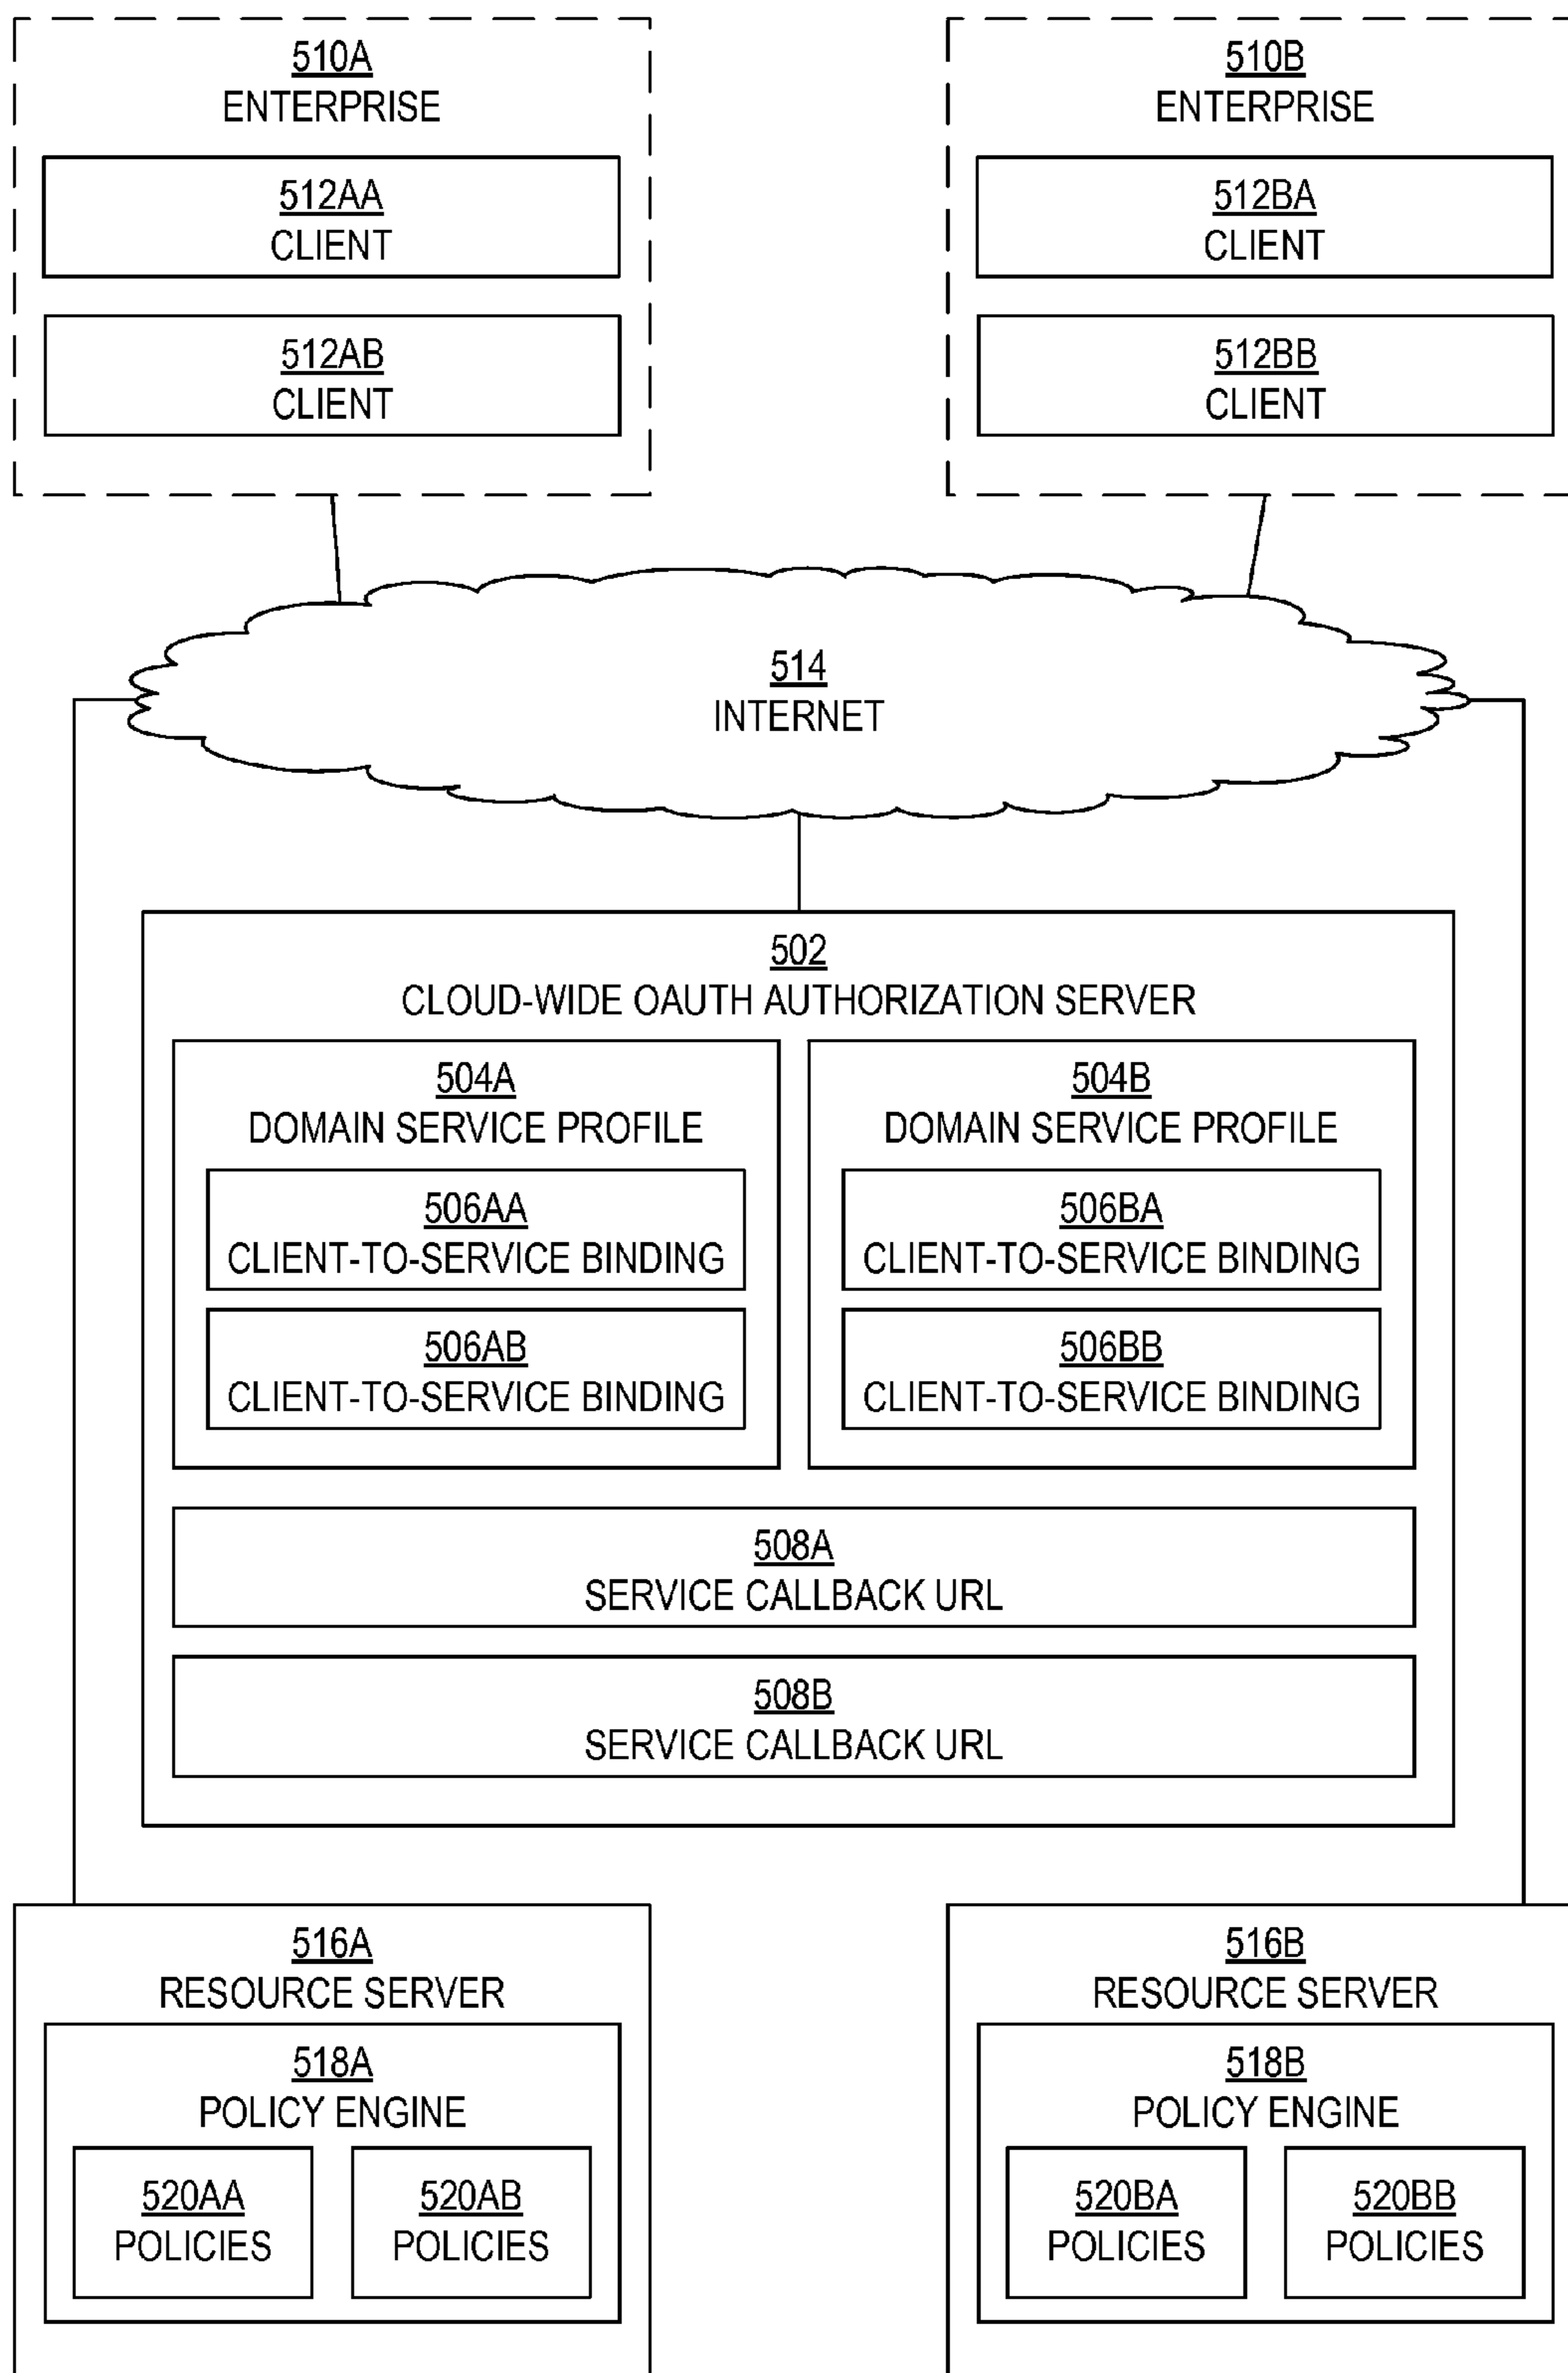 510A
ENTERPRISE
512AA
CLIENT
512AB
CLIENT
510B
ENTERPRISE
512BA
CLIENT
512BB
CLIENT
514
INTERNET
502
CLOUD-WIDE OAUTH AUTHORIZATION SERVER
504A
DOMAIN SERVICE PROFILE
506AA
CLIENT-TO-SERVICE BINDING
506AB
CLIENT-TO-SERVICE BINDING
504B
DOMAIN SERVICE PROFILE
506BA
CLIENT-TO-SERVICE BINDING
506BB
CLIENT-TO-SERVICE BINDING
508A
SERVICE CALLBACK URL
508B
SERVICE CALLBACK URL
516A
RESOURCE SERVER
518A
POLICY ENGINE
520AA
POLICIES
520AB
POLICIES
516B
RESOURCE SERVER
518B
POLICY ENGINE
520BA
POLICIES
520BB
POLICIES